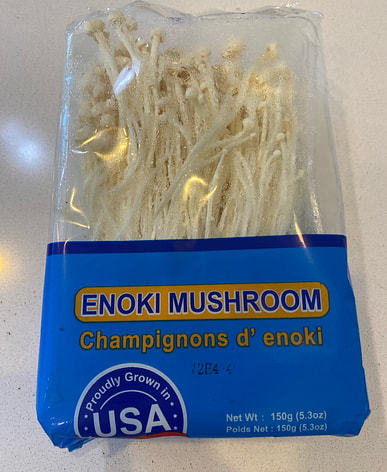 ENOKI MUSHROOM
Champignons d' enoki
Proudly Grown in
USA
Net Wt : 150g (5.3oz)
Poids Net : 150g (5.3oz)